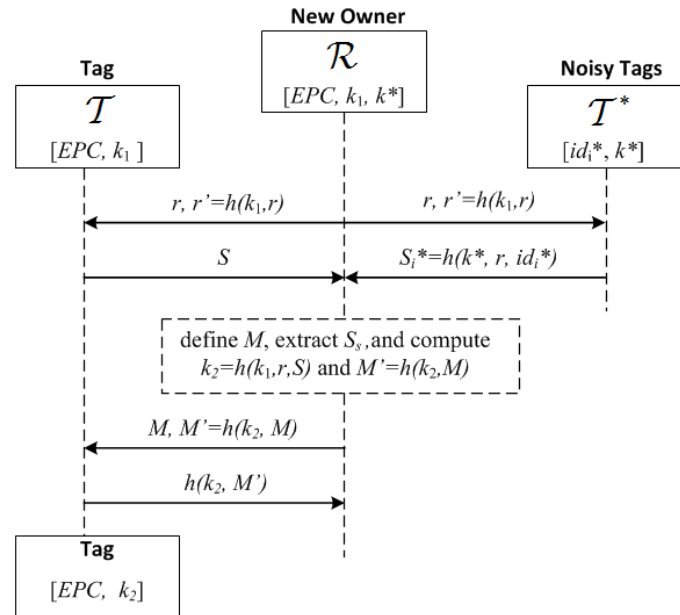 New Owner
Tag
Noisy Tags
ℛ
[EPC, k₁, k*]
𝒯
[EPC, k₁ ]
𝒯*
[idᵢ*, k*]
r, r’=h(k₁,r)
r, r’=h(k₁,r)
S
Sᵢ*=h(k*, r, idᵢ*)
define M, extract Sₛ,and compute
k₂=h(k₁,r,S) and M’=h(k₂,M)
M, M’=h(k₂, M)
h(k₂, M’)
Tag
[EPC, k₂]